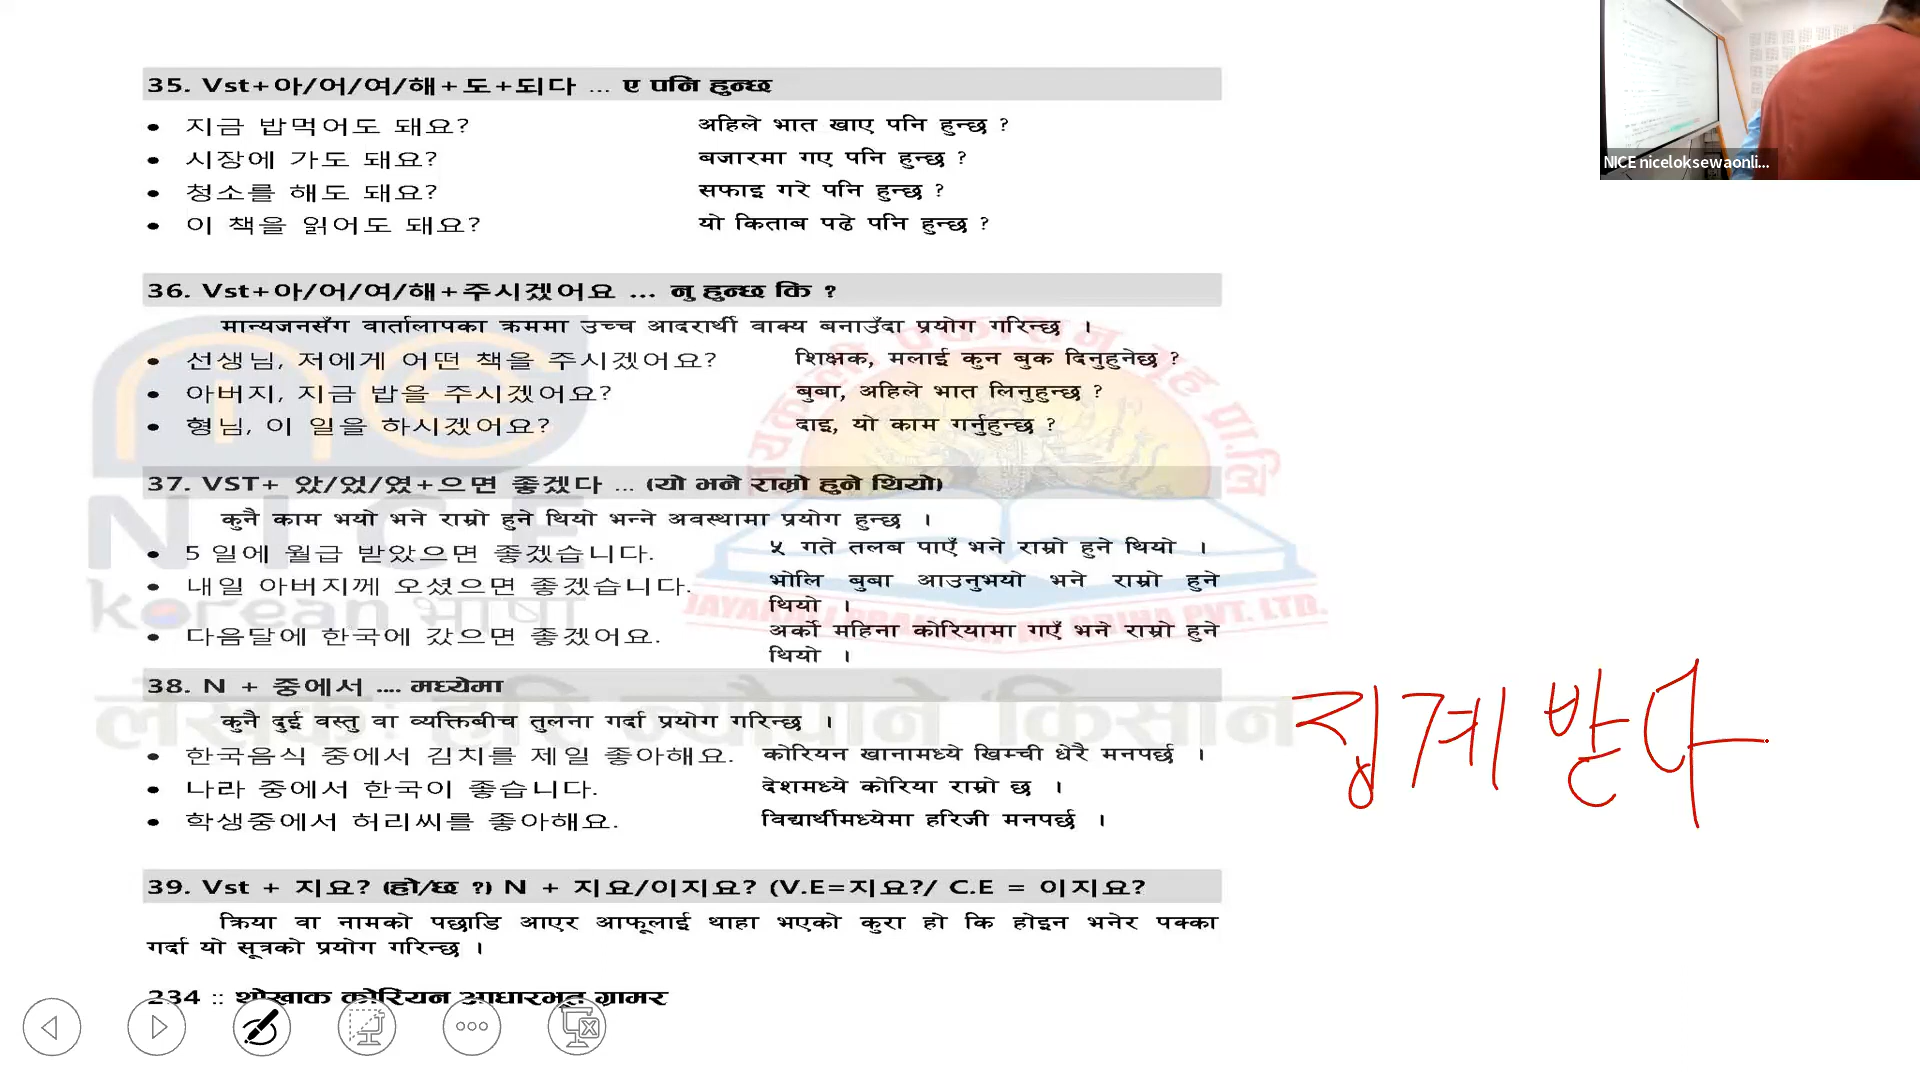 35. Vst+아/어/여/해+도+되다 ... ए पनि हुन्छ
• 지금 밥먹어도 돼요? अहिले भात खाए पनि हुन्छ ?
• 시장에 가도 돼요? बजारमा गए पनि हुन्छ ?
• 청소를 해도 돼요? सफाइ गरे पनि हुन्छ ?
• 이 책을 읽어도 돼요? यो किताब पढे पनि हुन्छ ?
36. Vst+아/어/여/해+주시겠어요 ... नु हुन्छ कि ?
मान्यजनसँग वार्तालापका क्रममा उच्च आदरार्थी वाक्य बनाउँदा प्रयोग गरिन्छ ।
• 선생님, 저에게 어떤 책을 주시겠어요? शिक्षक, मलाई कुन बुक दिनुहुनेछ ?
• 아버지, 지금 밥을 주시겠어요? बुबा, अहिले भात लिनुहुन्छ ?
• 형님, 이 일을 하시겠어요? दाइ, यो काम गर्नुहुन्छ ?
37. VST+ 았/었/였+으면 좋겠다 ... (यो भने राम्रो हुने थियो)
कुनै काम भयो भने राम्रो हुने थियो भन्ने अवस्थामा प्रयोग हुन्छ ।
• 5 일에 월급 받았으면 좋겠습니다. ५ गते तलब पाएँ भने राम्रो हुने थियो ।
• 내일 아버지께 오셨으면 좋겠습니다. भोलि बुबा आउनुभयो भने राम्रो हुने
थियो ।
• 다음달에 한국에 갔으면 좋겠어요. अर्को महिना कोरियामा गएँ भने राम्रो हुने
थियो ।
38. N + 중에서 .... मध्येमा
कुनै दुई वस्तु वा व्यक्तिबीच तुलना गर्दा प्रयोग गरिन्छ ।
• 한국음식 중에서 김치를 제일 좋아해요. कोरियन खानामध्ये खिम्ची धेरै मनपर्छ ।
• 나라 중에서 한국이 좋습니다. देशमध्ये कोरिया राम्रो छ ।
• 학생중에서 허리씨를 좋아해요. विद्यार्थीमध्येमा हरिजी मनपर्छ ।
39. Vst + 지요? (हो/छ ?) N + 지요/이지요? (V.E=지요?/ C.E = 이지요?
क्रिया वा नामको पछाडि आएर आफूलाई थाहा भएको कुरा हो कि होइन भनेर पक्का
गर्दा यो सूत्रको प्रयोग गरिन्छ ।
234 :: थोखाक कोरियन आधारभूत ग्रामर
징계 받다
NICE niceloksewaonli...
NICE
korean भाषा
लेखक: हरि न्यौपाने किसान